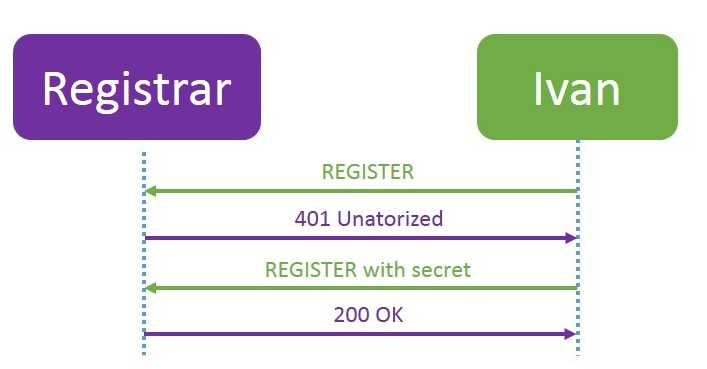 Registrar
Ivan
REGISTER
401 Unatorized
REGISTER with secret
200 OK